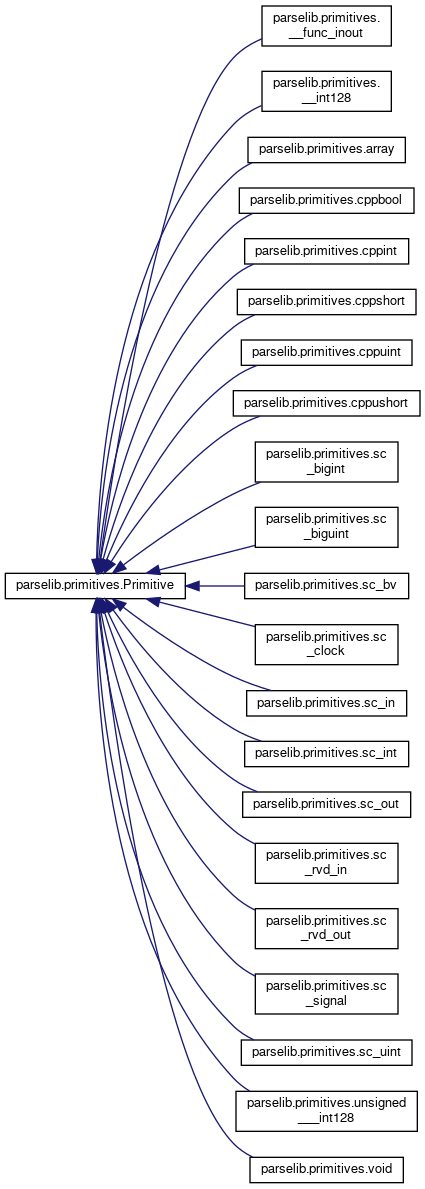 parselib.primitives.
__func_inout
parselib.primitives.
__int128
parselib.primitives.array
parselib.primitives.cppbool
parselib.primitives.cppint
parselib.primitives.cppshort
parselib.primitives.cppuint
parselib.primitives.cppushort
parselib.primitives.sc
_bigint
parselib.primitives.sc
_biguint
parselib.primitives.Primitive
parselib.primitives.sc_bv
parselib.primitives.sc
_clock
parselib.primitives.sc_in
parselib.primitives.sc_int
parselib.primitives.sc_out
parselib.primitives.sc
_rvd_in
parselib.primitives.sc
_rvd_out
parselib.primitives.sc
_signal
parselib.primitives.sc_uint
parselib.primitives.unsigned
___int128
parselib.primitives.void